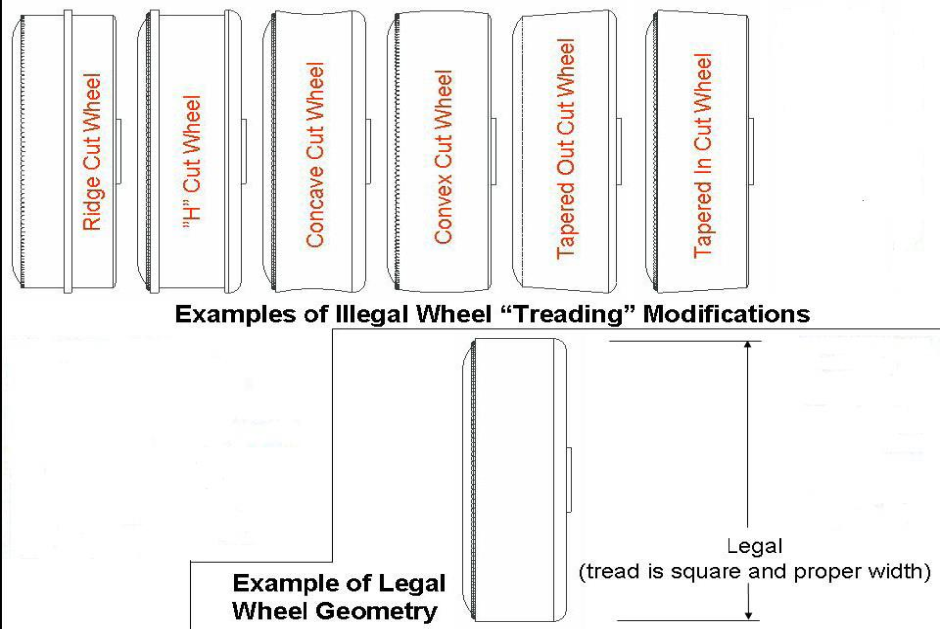 Ridge Cut Wheel
"H" Cut Wheel
Concave Cut Wheel
Convex Cut Wheel
Tapered Out Cut Wheel
Tapered In Cut Wheel
Examples of Illegal Wheel “Treading” Modifications
Legal
(tread is square and proper width)
Example of Legal
Wheel Geometry